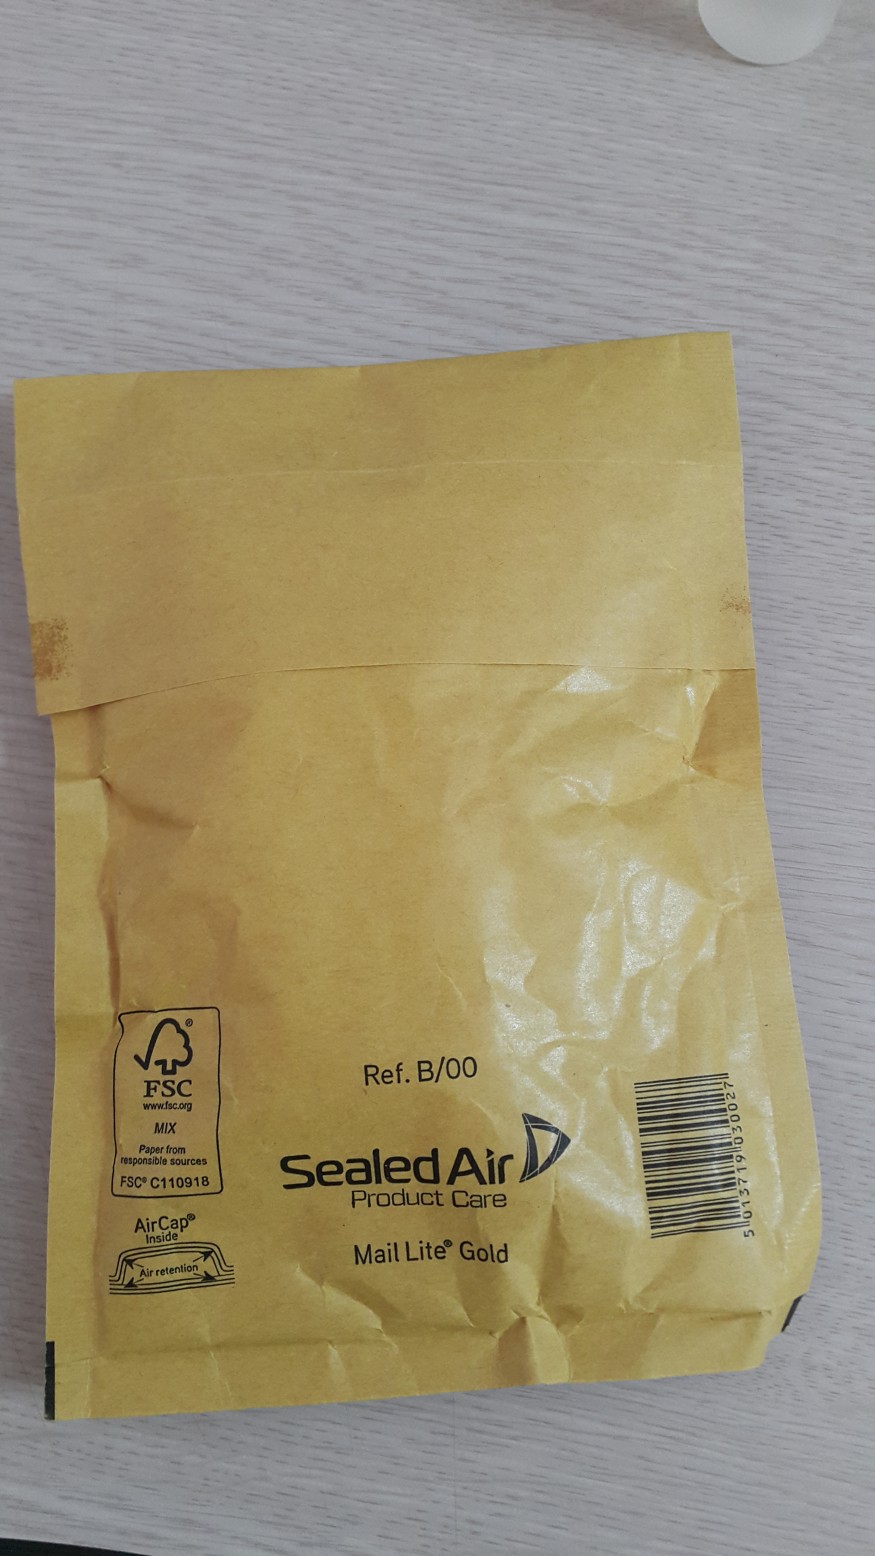 ®
FSC
www.fsc.org
MIX
Paper from
responsible sources
FSC® C110918
AirCap®
Inside
Air retention
Ref. B/00
Sealed Air
Product Care
Mail Lite® Gold
5 013719 030027